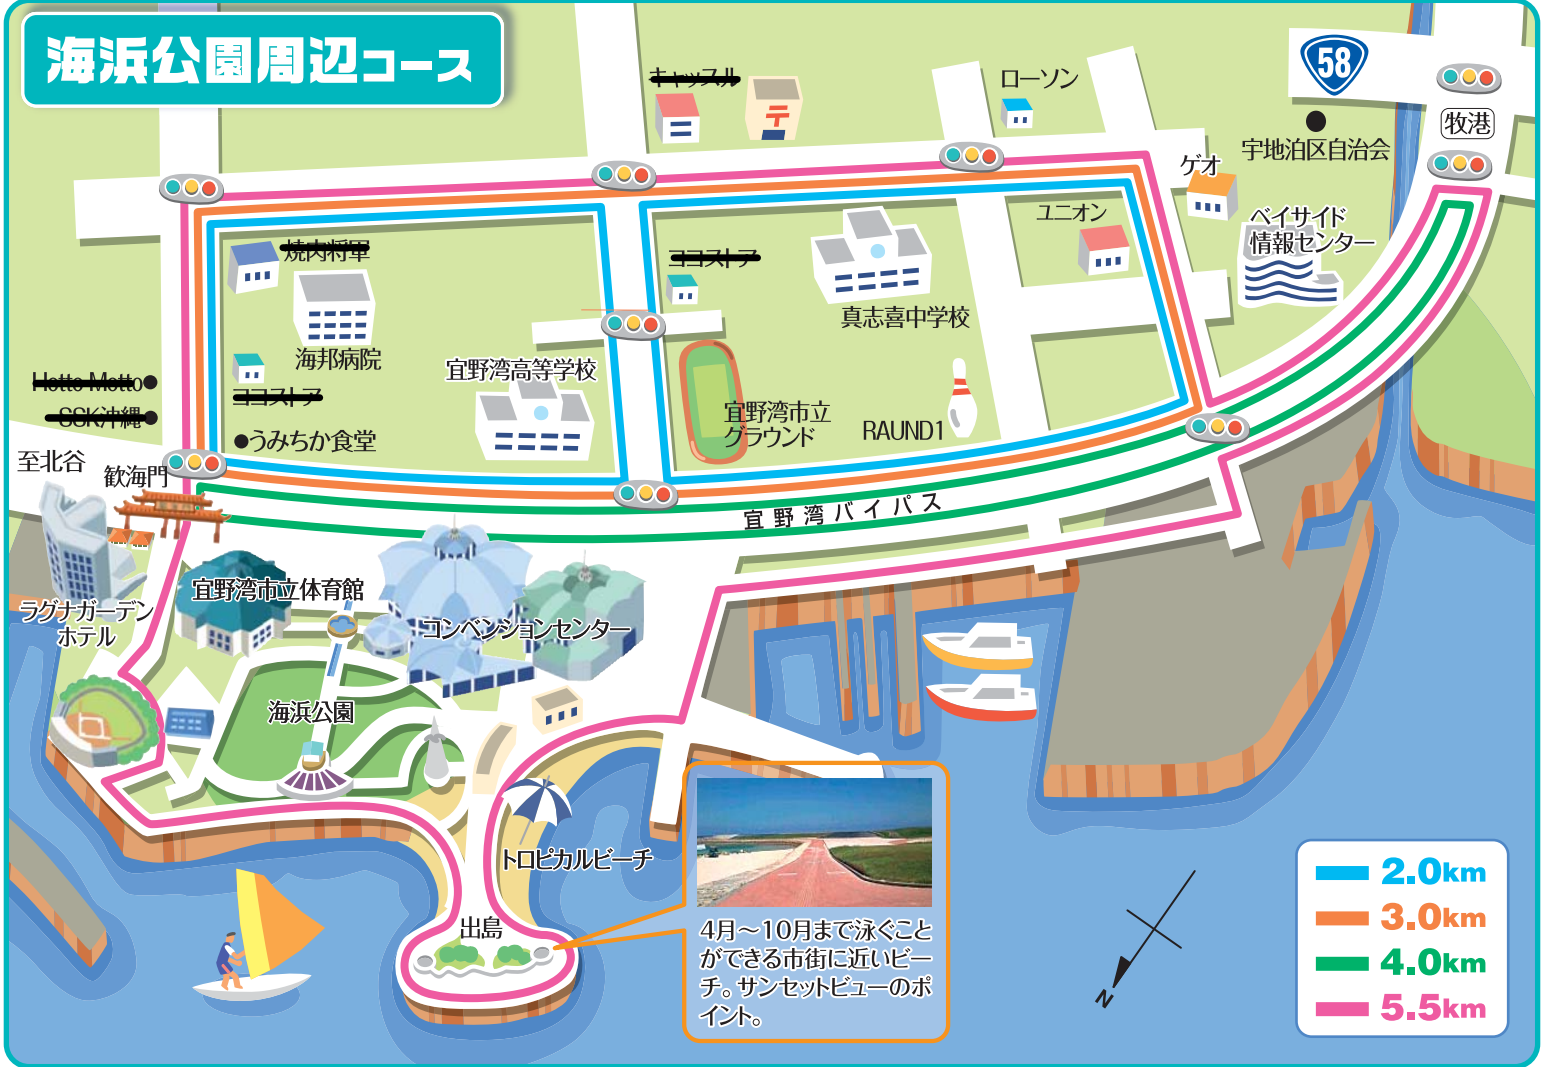 海浜公園周辺コース
キャッスル
ローソン
58
牧港
宇地泊区自治会
ゲオ
ユニオン
ベイサイド
情報センター
焼肉将軍
ココストア
真志喜中学校
海邦病院
宜野湾高等学校
Hotto Motto
ココストア
SSK沖縄
宜野湾市立
グラウンド
RAUND1
うみちか食堂
至北谷
歓海門
宜野湾バイパス
宜野湾市立体育館
ラグナガーデン
ホテル
コンベンションセンター
海浜公園
トロピカルビーチ
出島
4月〜10月まで泳ぐこと
ができる市街に近いビー
チ。サンセットビューのポ
イント。
N
2.0km
3.0km
4.0km
5.5km